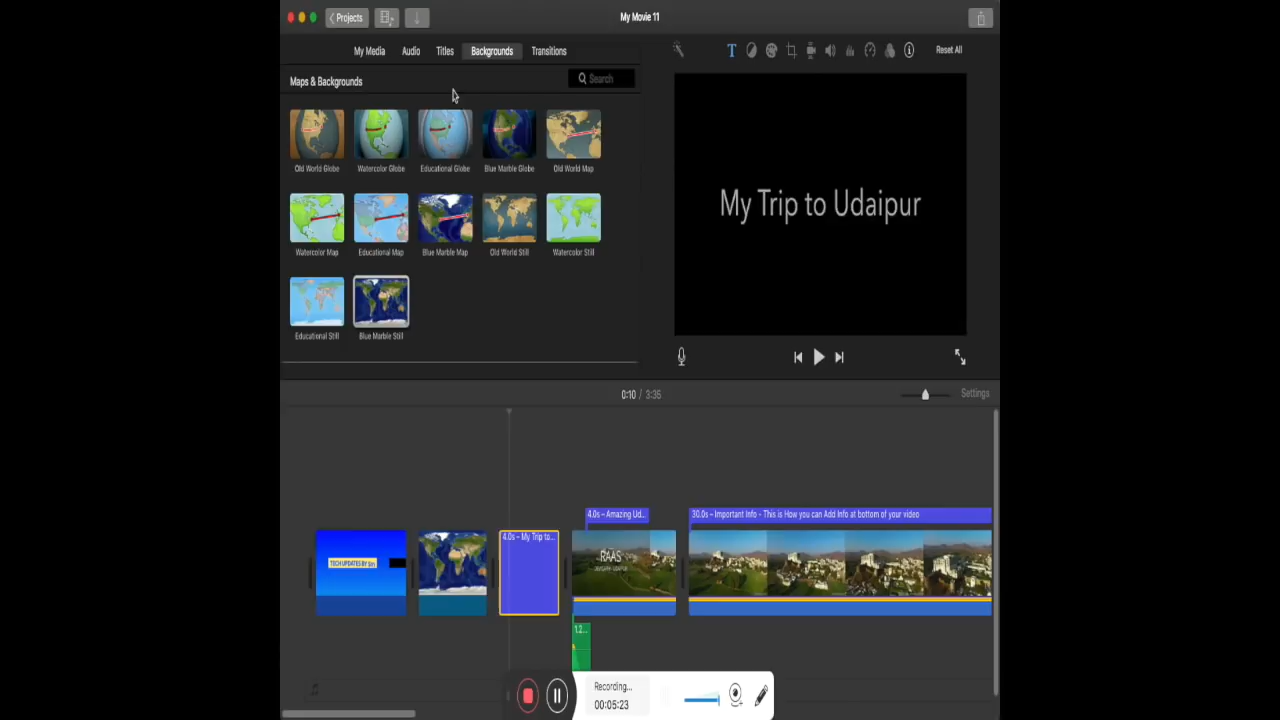 Projects
My Movie 11
My Media Audio Titles Backgrounds Transitions
Reset All
Maps & Backgrounds
Search
Old World Globe Watercolor Globe Educational Globe Blue Marble Globe Old World Map
Watercolor Map Educational Map Blue Marble Map Old World Still Watercolor Still
Educational Still Blue Marble Still
My Trip to Udaipur
0:10 / 3:36
Settings
4.0s – Amazing Ud...
30.0s – Important Info - This is How you can Add Info at bottom of your video
4.0s – My Trip to...
TECH UPDATES BY
RAAS
1.2...
Recording...
00:05:23